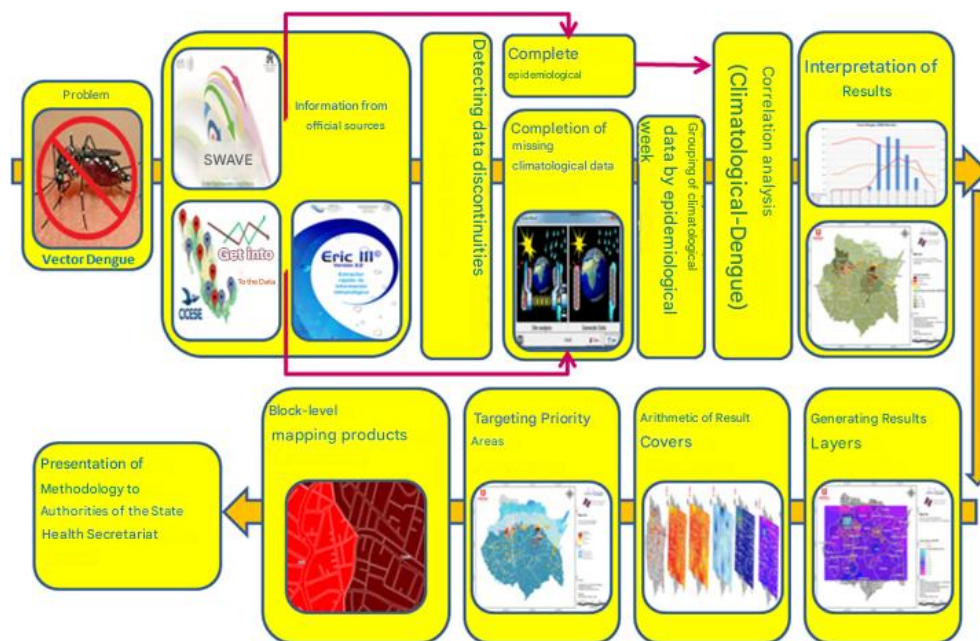 Problem
Vector Dengue
SWAVE
Information from
official sources
Get into
To the Data
CICESE
Eric III©
Detecting data discontinuities
Complete
epidemiological
Completion of
missing
climatological data
Grouping of climatological
data by epidemiological
week
Correlation analysis
(Climatological-Dengue)
Interpretation of
Results
Generating Results
Layers
Arithmetic of Result
Covers
Targeting Priority
Areas
Block-level
mapping products
Presentation of
Methodology to
Authorities of the State
Health Secretariat